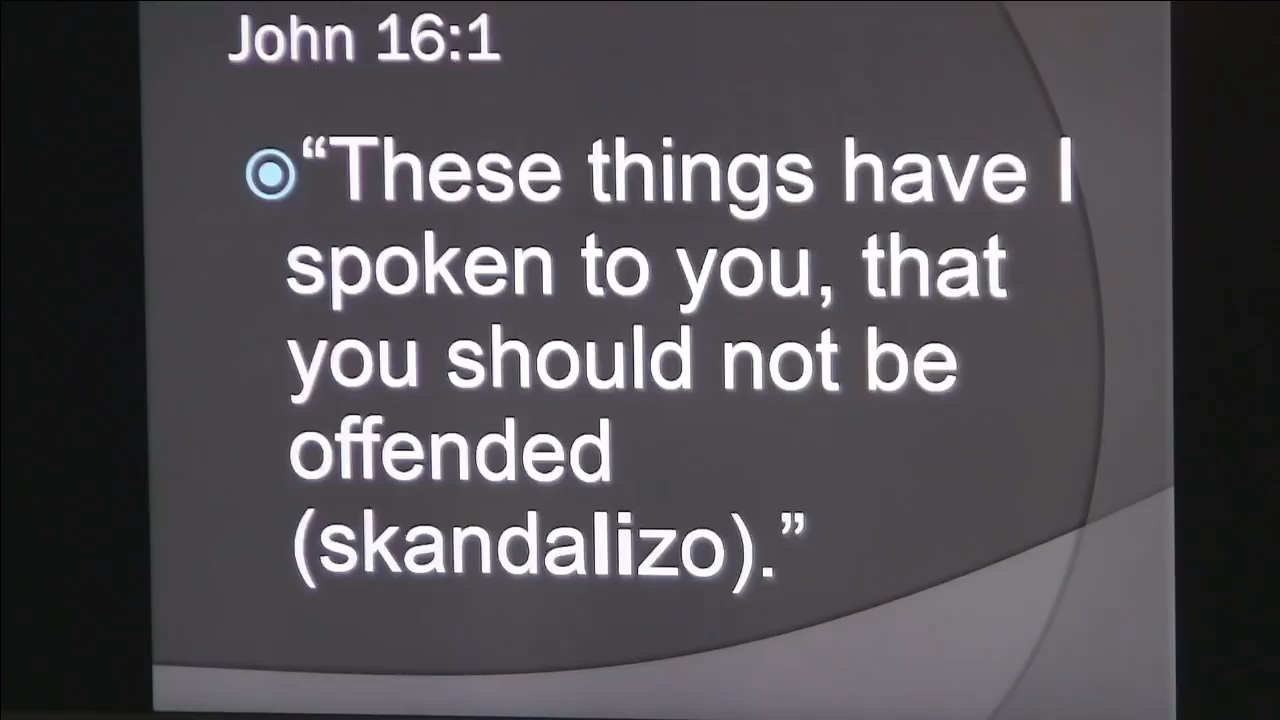 John 16:1
“These things have I
spoken to you, that
you should not be
offended
(skandalizo).”